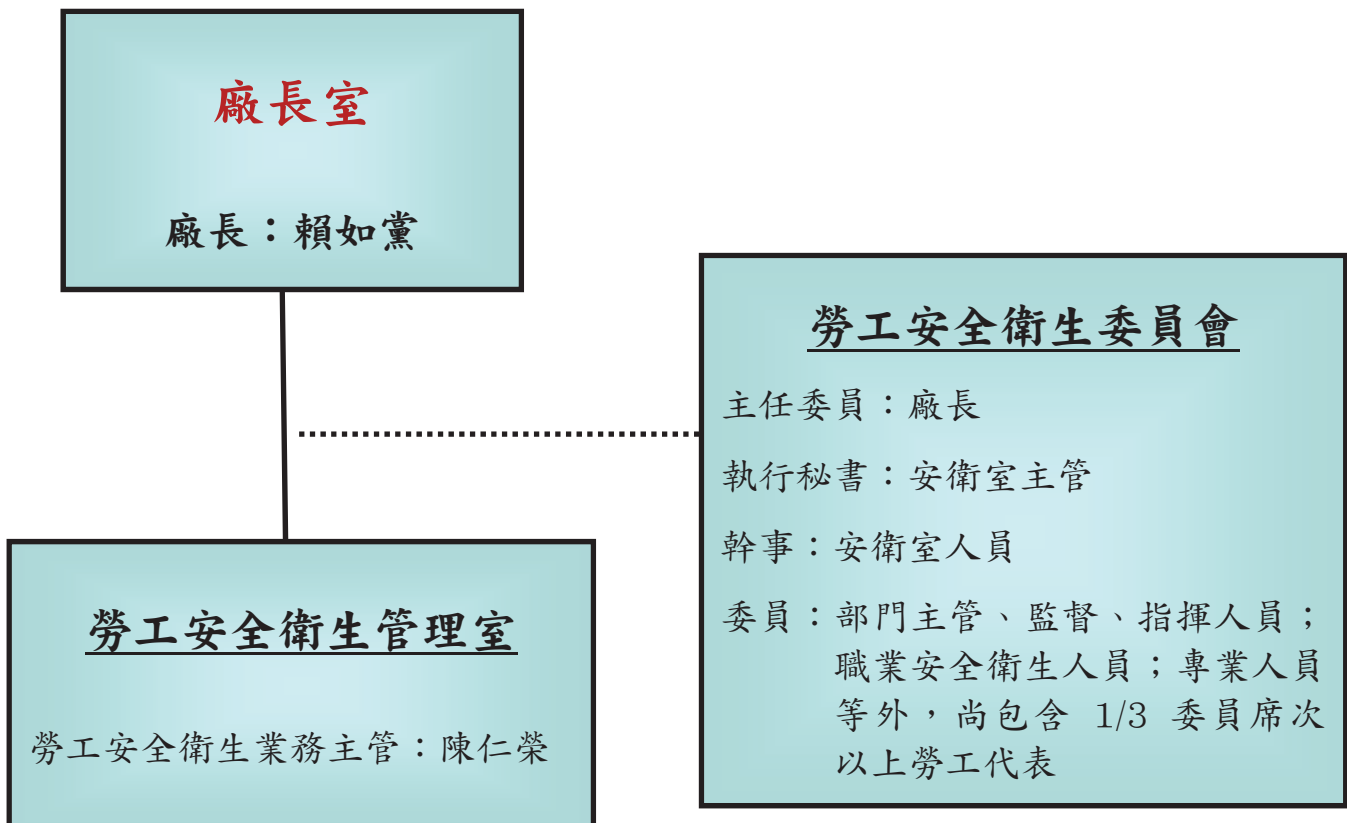 廠長室
廠長：賴如黨
勞工安全衛生委員會
主任委員：廠長
執行秘書：安衛室主管
幹事：安衛室人員
委員：部門主管、監督、指揮人員；
職業安全衛生人員；專業人員
等外，尚包含 1/3 委員席次
以上勞工代表
勞工安全衛生管理室
勞工安全衛生業務主管：陳仁榮